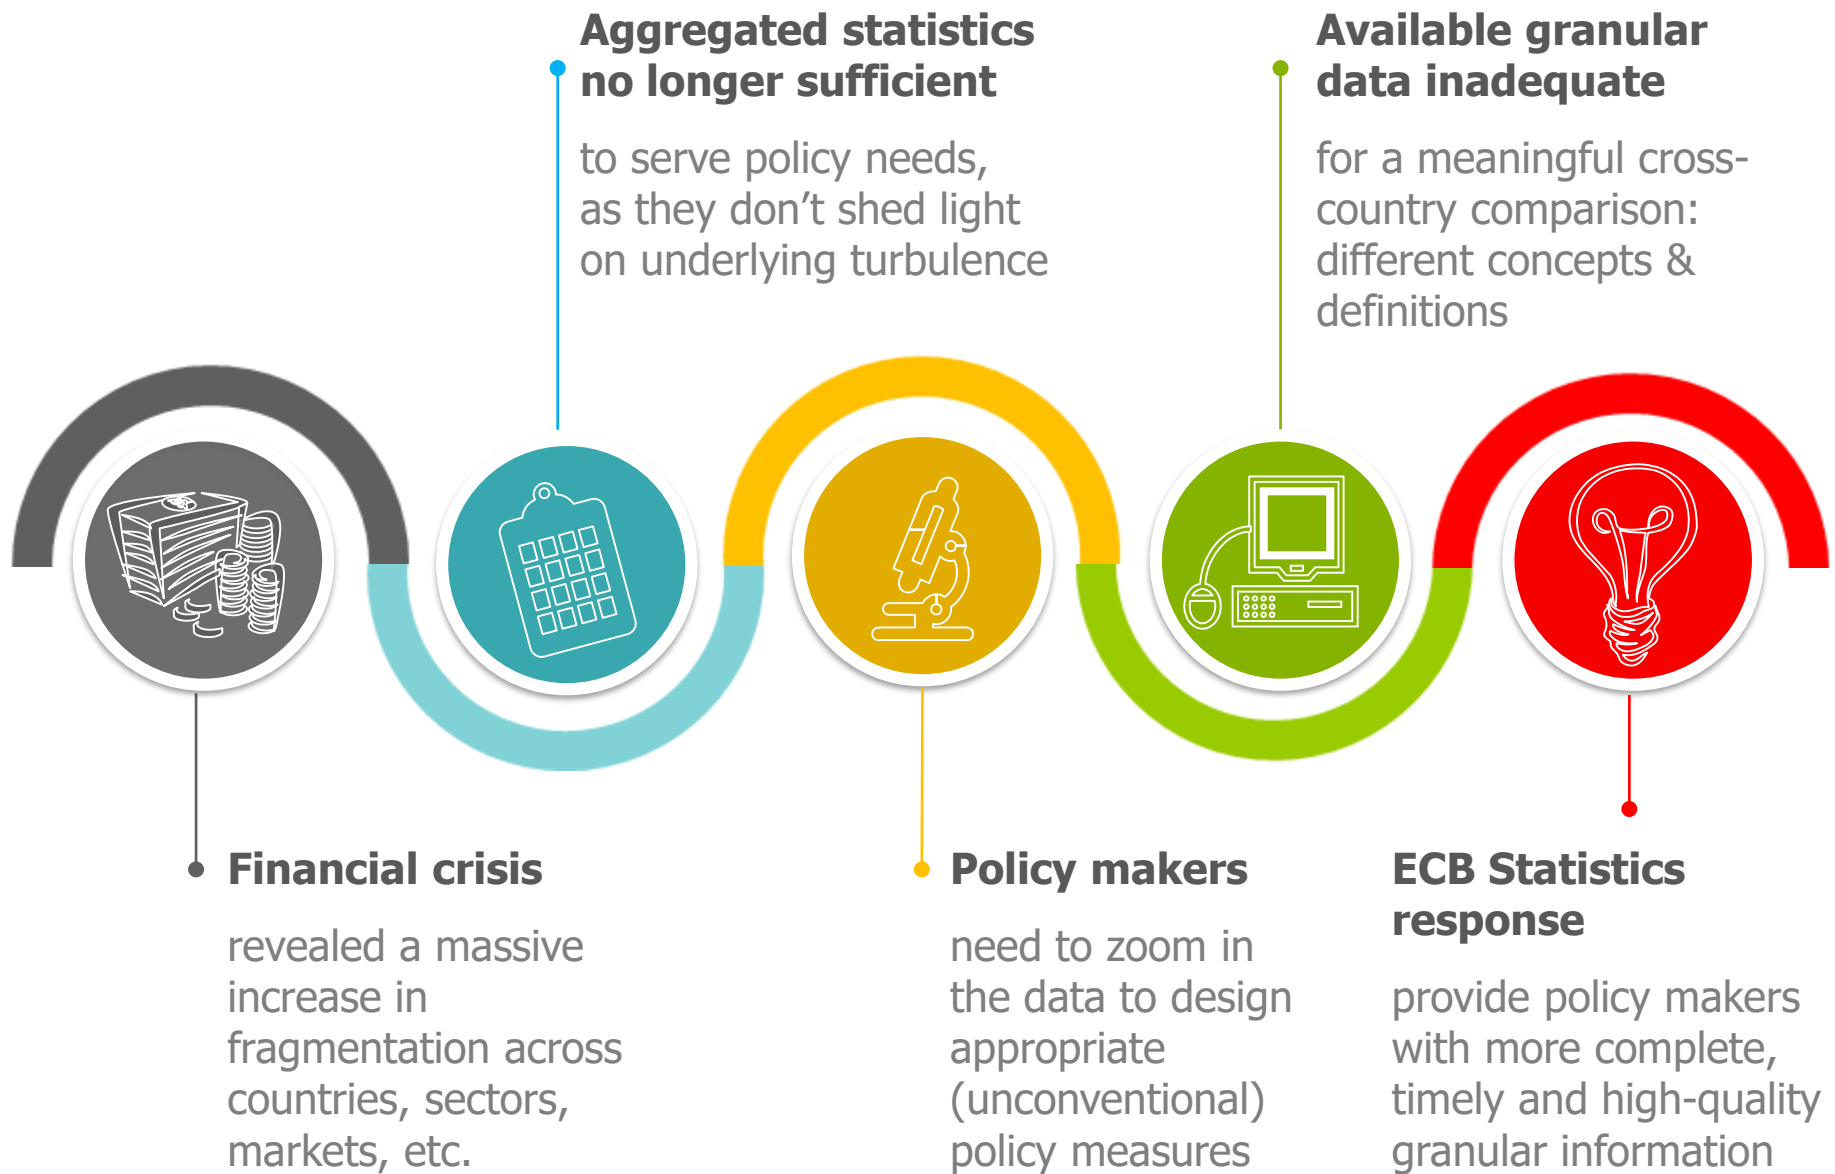 Aggregated statistics
no longer sufficient
to serve policy needs,
as they don’t shed light
on underlying turbulence
Available granular
data inadequate
for a meaningful cross-
country comparison:
different concepts &
definitions
Financial crisis
revealed a massive
increase in
fragmentation across
countries, sectors,
markets, etc.
Policy makers
need to zoom in
the data to design
appropriate
(unconventional)
policy measures
ECB Statistics
response
provide policy makers
with more complete,
timely and high-quality
granular information